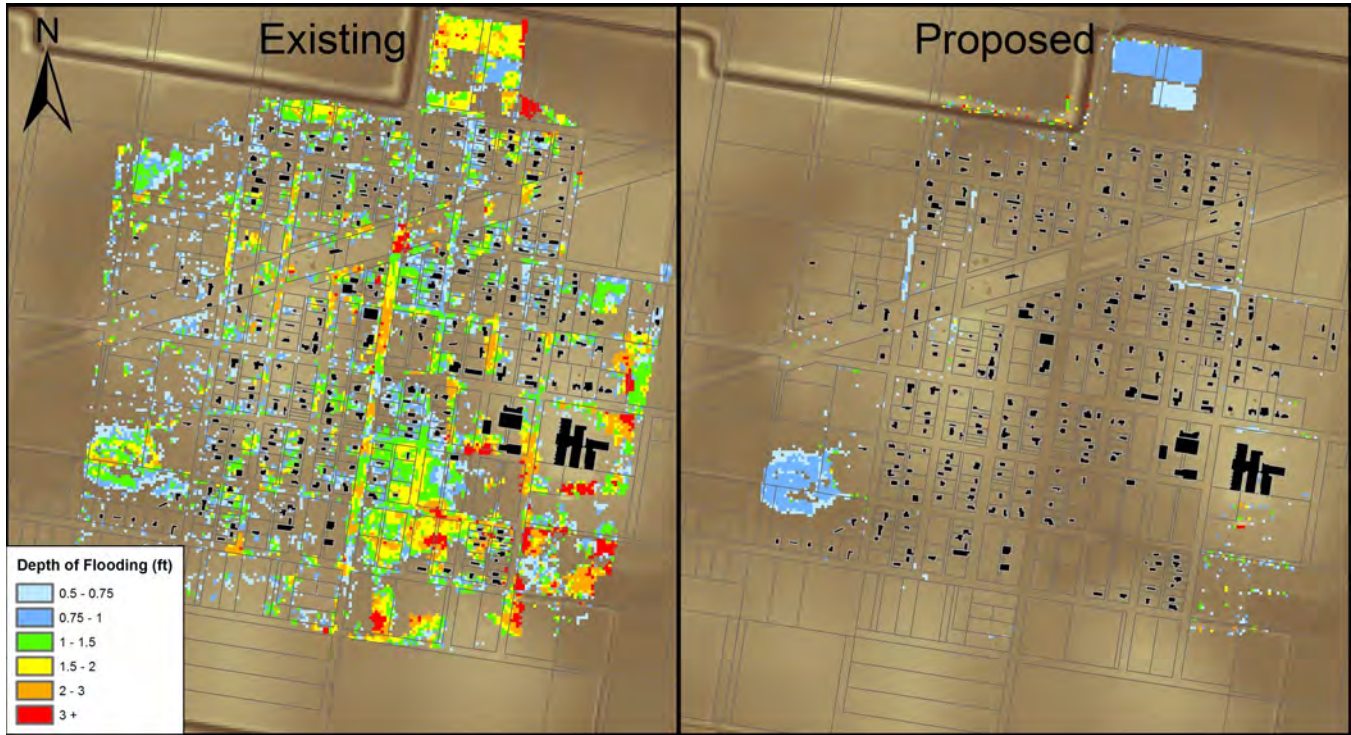 Existing
Proposed
N
Depth of Flooding (ft)
0.5 - 0.75
0.75 - 1
1 - 1.5
1.5 - 2
2 - 3
3 +